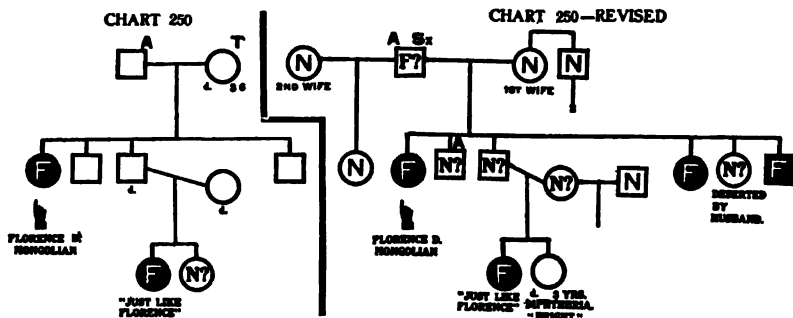 CHART 250
A
T
d. 36
F
d.
d.
FLORENCE D.
MONGOLIAN
F
N?
"JUST LIKE
FLORENCE"
CHART 250—REVISED
A Sx
N
F?
N
N
2ND WIFE
1ST WIFE
A
N
F
N?
N?
N?
N
F
N?
F
DESERTED
BY
HUSBAND.
FLORENCE D.
MONGOLIAN
F
"JUST LIKE
FLORENCE"
d. 3 YRS.
DIPHTHERIA.
"BRIGHT"